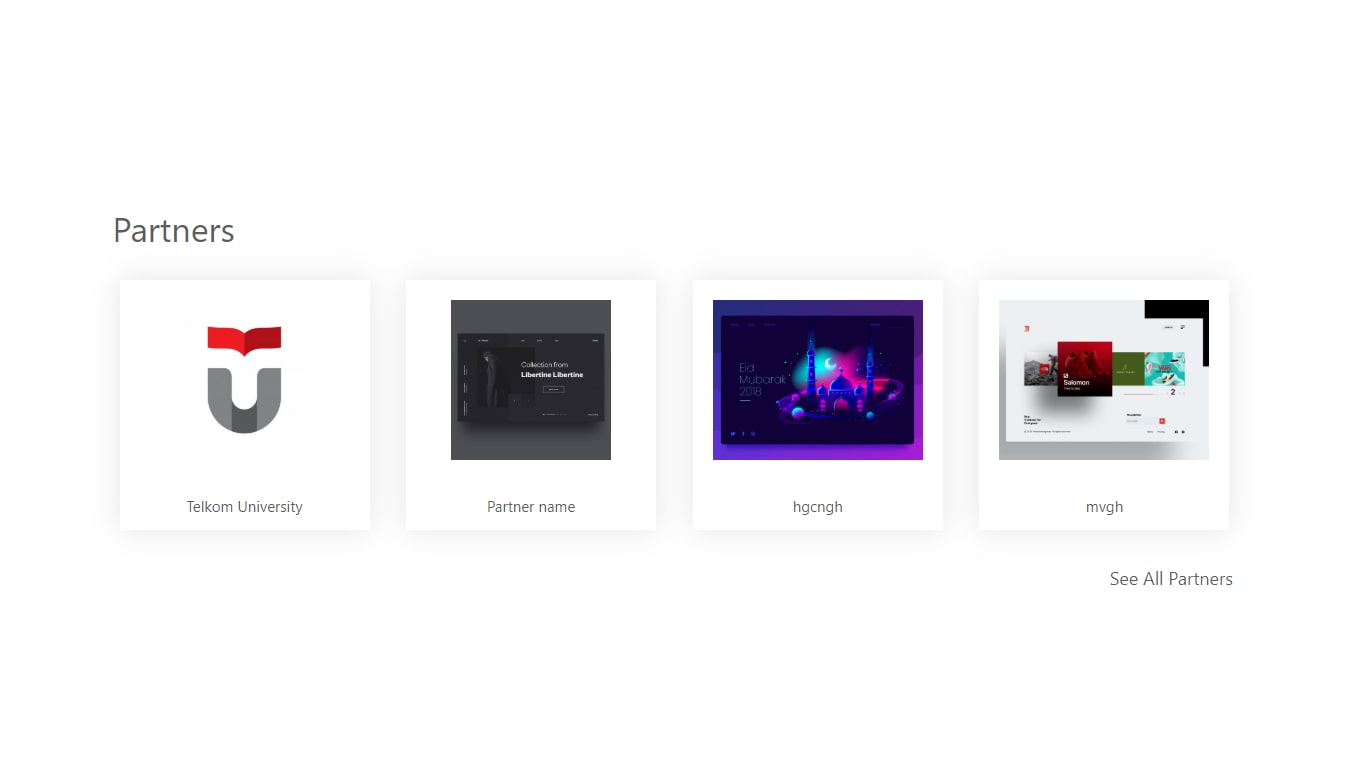 Partners
Collection from
Libertine Libertine
Eid
Mubarak
2018
Salomon
2
Telkom University
Partner name
hgcngh
mvgh
See All Partners